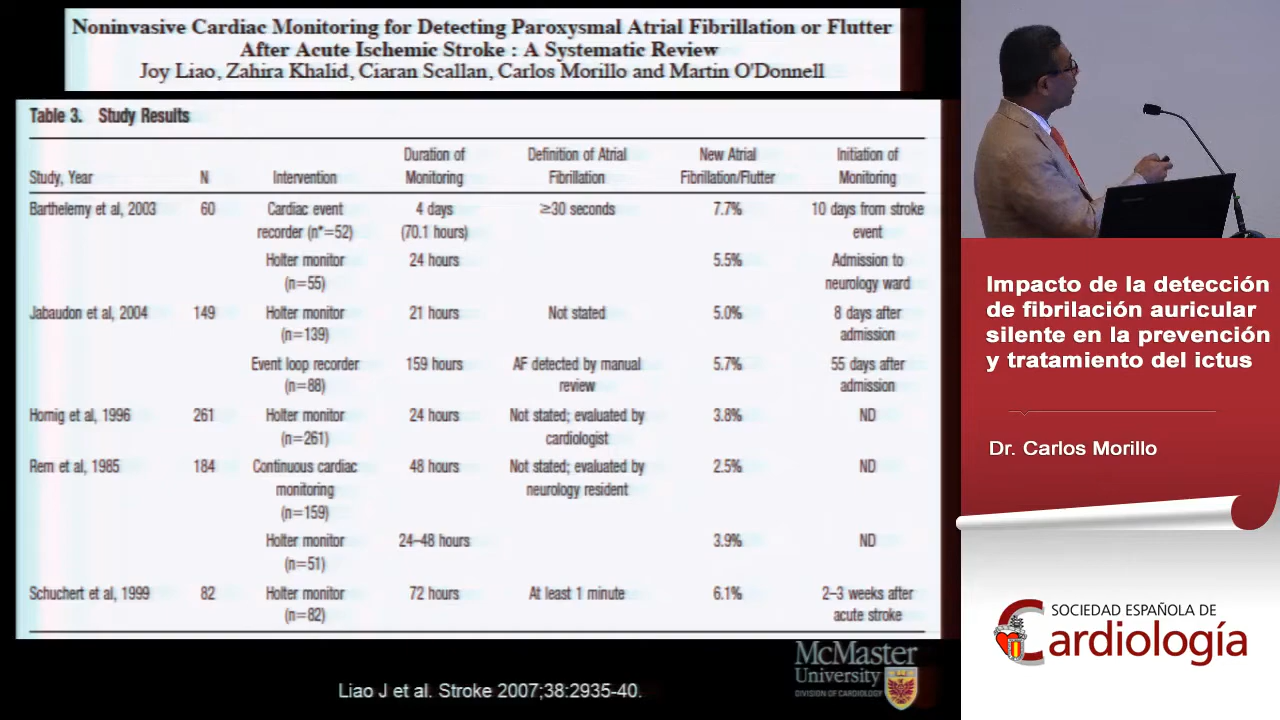 Noninvasive Cardiac Monitoring for Detecting Paroxysmal Atrial Fibrillation or Flutter
After Acute Ischemic Stroke : A Systematic Review
Joy Liao, Zahira Khalid, Ciaran Scallan, Carlos Morillo and Martin O'Donnell
Table 3. Study Results
Duration of Definition of Atrial New Atrial Initiation of
Study, Year N Intervention Monitoring Fibrillation Fibrillation/Flutter Monitoring
Barthelemy et al, 2003 60 Cardiac event 4 days ≥30 seconds 7.7% 10 days from stroke
recorder (n*=52) (70.1 hours) event
Holter monitor 24 hours 5.5% Admission to
(n=55) neurology ward
Jabaudon et al, 2004 149 Holter monitor 21 hours Not stated 5.0% 8 days after
(n=139) admission
Event loop recorder 159 hours AF detected by manual 5.7% 55 days after
(n=88) review admission
Hornig et al, 1996 261 Holter monitor 24 hours Not stated; evaluated by 3.8% ND
(n=261) cardiologist
Rem et al, 1985 184 Continuous cardiac 48 hours Not stated; evaluated by 2.5% ND
monitoring neurology resident
(n=159)
Holter monitor 24–48 hours 3.9% ND
(n=51)
Schuchert et al, 1999 82 Holter monitor 72 hours At least 1 minute 6.1% 2–3 weeks after
(n=82) acute stroke
Liao J et al. Stroke 2007;38:2935-40.
McMaster
University
DIVISION OF CARDIOLOGY
Impacto de la detección
de fibrilación auricular
silente en la prevención
y tratamiento del ictus
Dr. Carlos Morillo
SOCIEDAD ESPAÑOLA DE
Cardiología